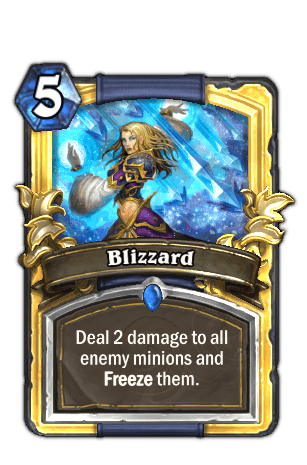 5
Blizzard
Deal 2 damage to all
enemy minions and
Freeze them.